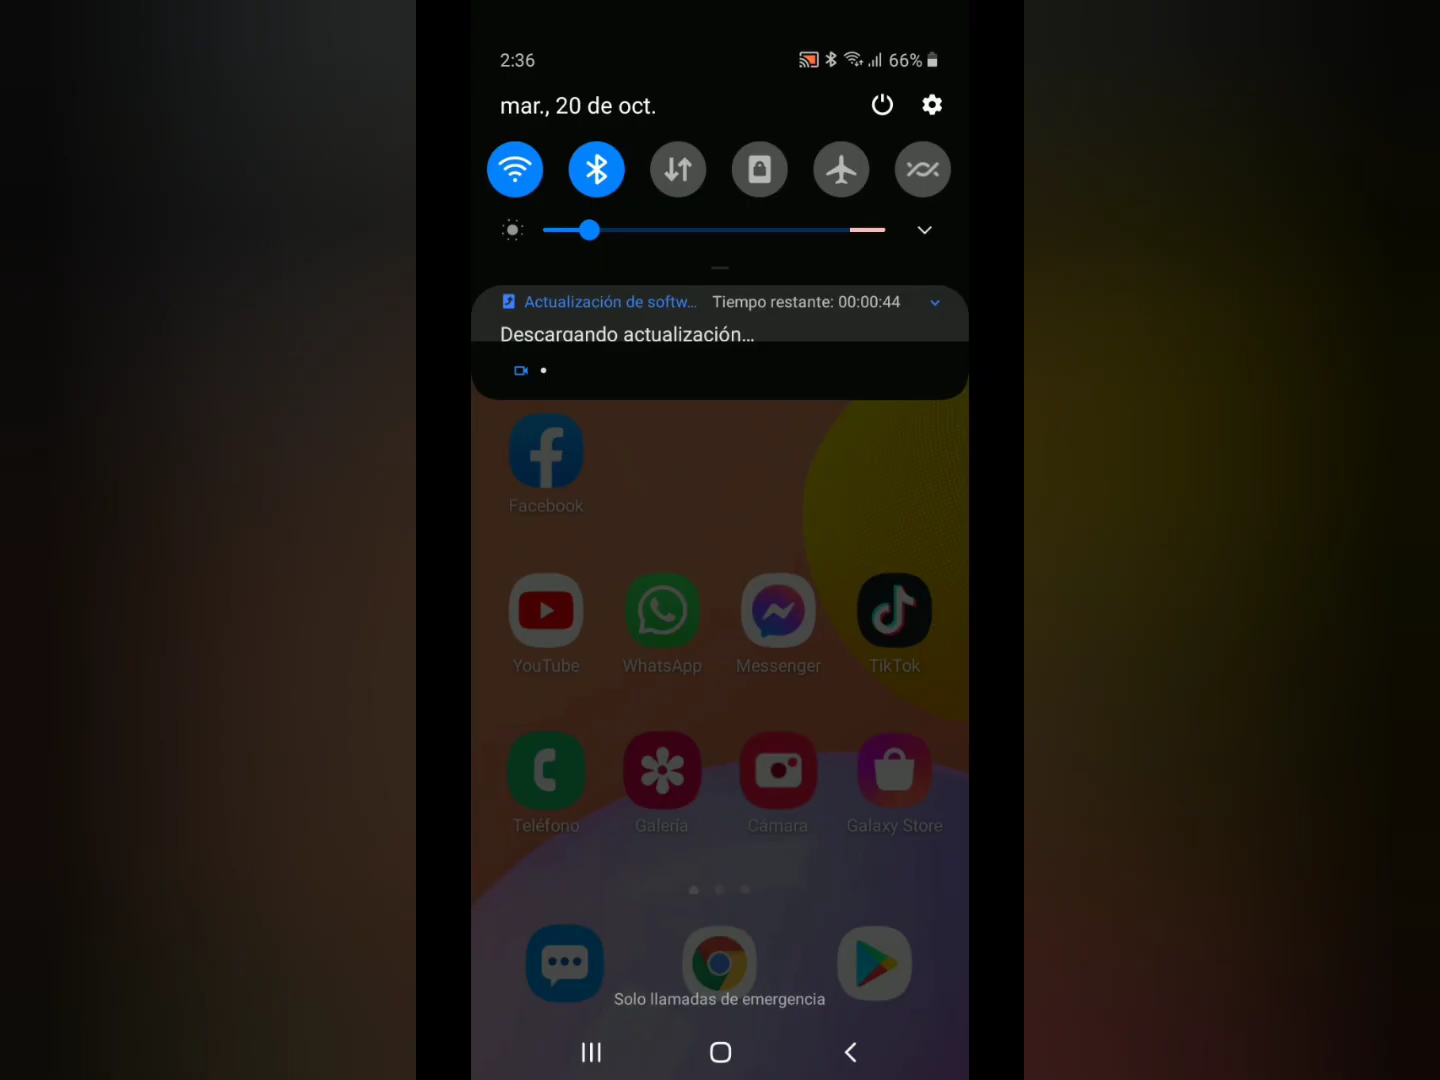 2:36 66%
mar., 20 de oct.
Actualización de softw... Tiempo restante: 00:00:44
Descargando actualización...
Facebook
YouTube WhatsApp Messenger TikTok
Teléfono Galería Cámara Galaxy Store
Solo llamadas de emergencia